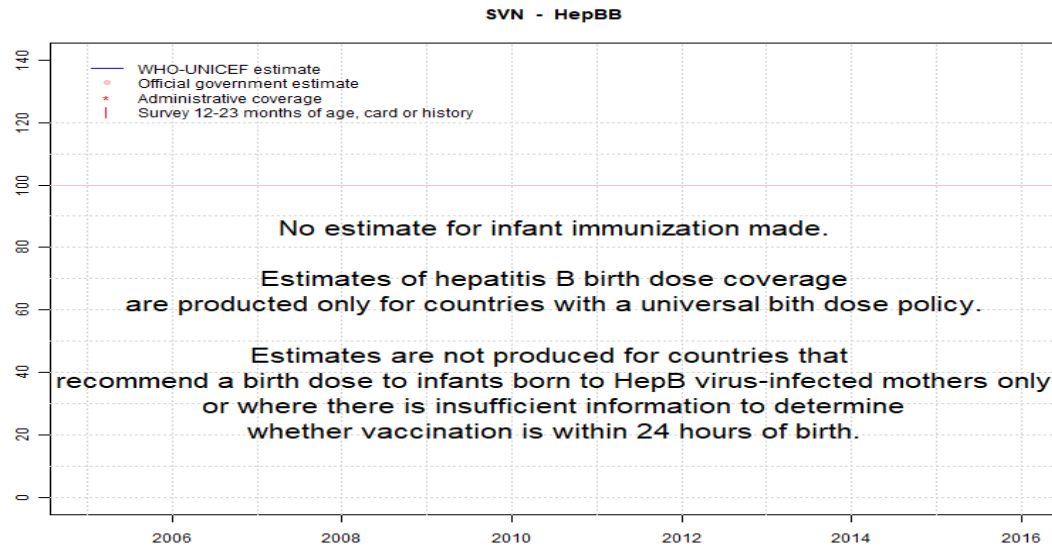 SVN - HepBB
140
120
100
80
60
40
20
0
WHO-UNICEF estimate
Official government estimate
Administrative coverage
Survey 12-23 months of age, card or history
No estimate for infant immunization made.
Estimates of hepatitis B birth dose coverage
are producted only for countries with a universal bith dose policy.
Estimates are not produced for countries that
recommend a birth dose to infants born to HepB virus-infected mothers only
or where there is insufficient information to determine
whether vaccination is within 24 hours of birth.
2006 2008 2010 2012 2014 2016